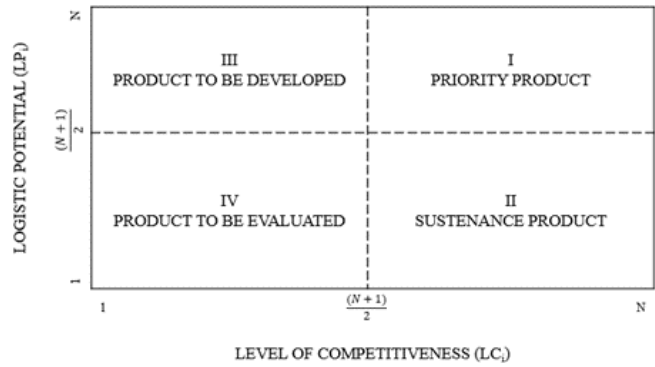 N
III
PRODUCT TO BE DEVELOPED
I
PRIORITY PRODUCT
LOGISTIC POTENTIAL (LPᵢ)
(N + 1)
2
IV
PRODUCT TO BE EVALUATED
II
SUSTENANCE PRODUCT
1
1
(N + 1)
2
N
LEVEL OF COMPETITIVENESS (LCᵢ)